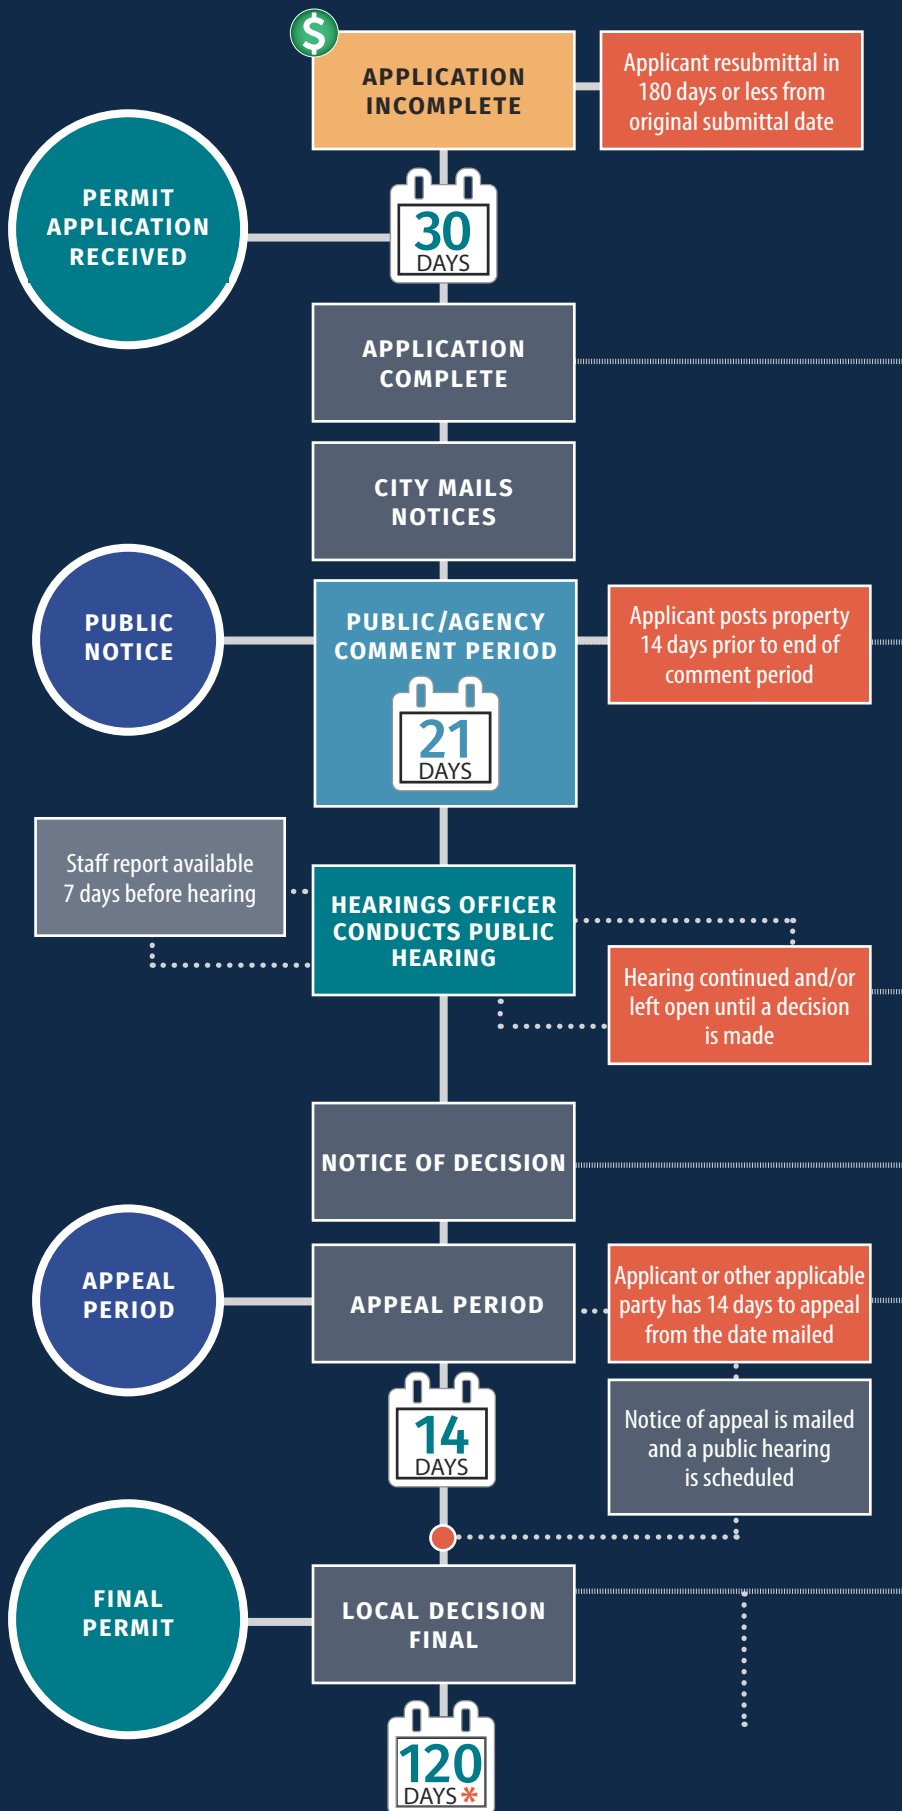 $
APPLICATION
INCOMPLETE
Applicant resubmittal in
180 days or less from
original submittal date
PERMIT
APPLICATION
RECEIVED
30
DAYS
APPLICATION
COMPLETE
CITY MAILS
NOTICES
PUBLIC
NOTICE
PUBLIC/AGENCY
COMMENT PERIOD
21
DAYS
Applicant posts property
14 days prior to end of
comment period
Staff report available
7 days before hearing
HEARINGS OFFICER
CONDUCTS PUBLIC
HEARING
Hearing continued and/or
left open until a decision
is made
NOTICE OF DECISION
APPEAL
PERIOD
APPEAL PERIOD
Applicant or other applicable
party has 14 days to appeal
from the date mailed
14
DAYS
Notice of appeal is mailed
and a public hearing
is scheduled
FINAL
PERMIT
LOCAL DECISION
FINAL
120
DAYS *